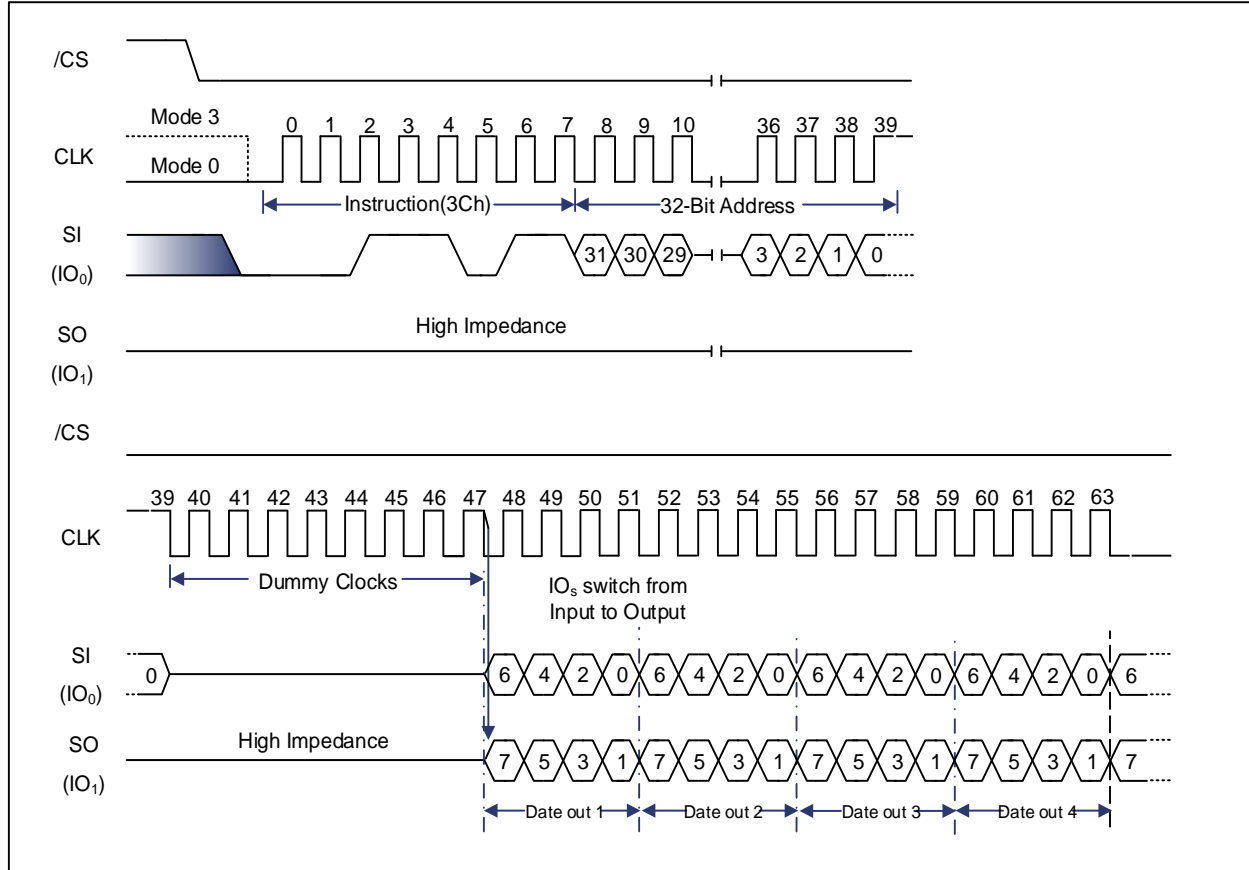 /CS
Mode 3
0 1 2 3 4 5 6 7 8 9 10 36 37 38 39
CLK
Mode 0
Instruction(3Ch) 32-Bit Address
SI
(IO0)
31 30 29 3 2 1 0
High Impedance
SO
(IO1)
/CS
39 40 41 42 43 44 45 46 47 48 49 50 51 52 53 54 55 56 57 58 59 60 61 62 63
CLK
Dummy Clocks
IOs switch from
Input to Output
SI
(IO0)
0 6 4 2 0 6 4 2 0 6 4 2 0 6 4 2 0 6
SO
(IO1)
High Impedance
7 5 3 1 7 5 3 1 7 5 3 1 7 5 3 1 7
Date out 1 Date out 2 Date out 3 Date out 4